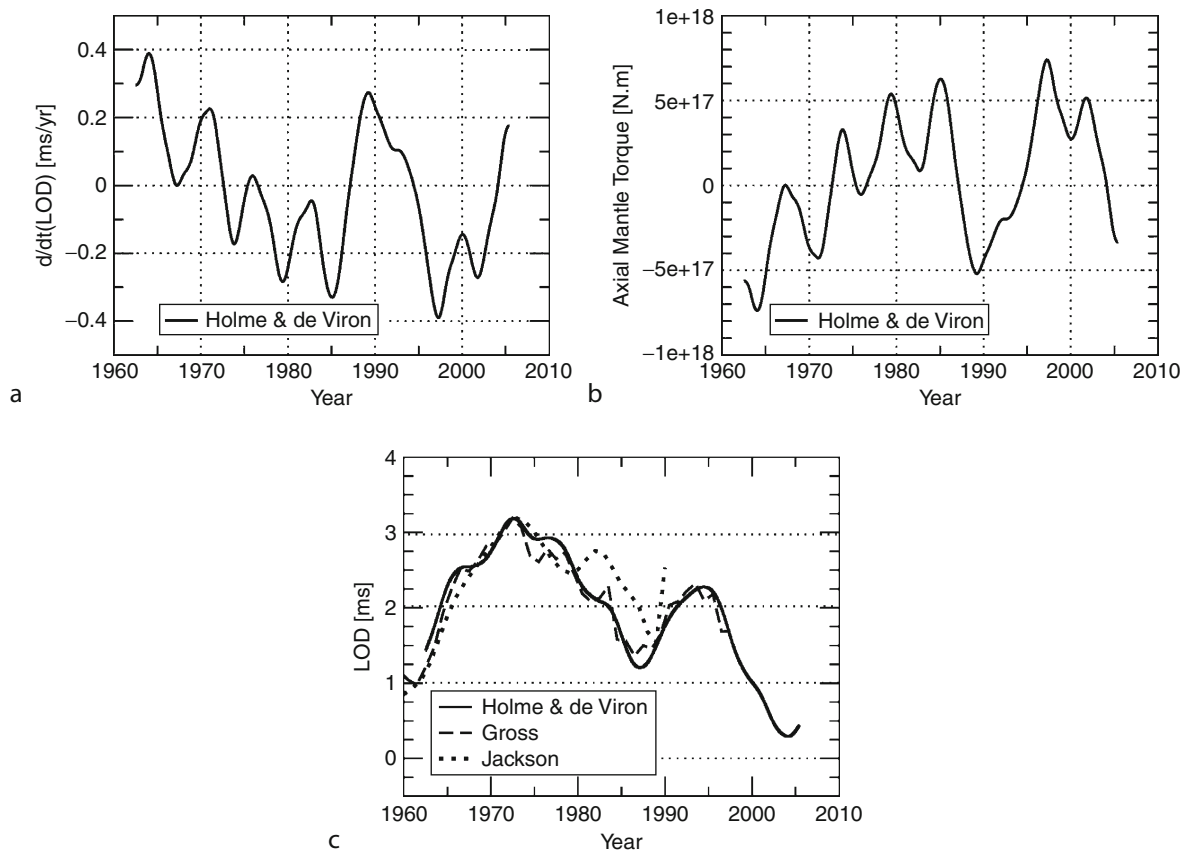 d/dt(LOD) [ms/yr]
0.4
0.2
0
−0.2
−0.4
Holme & de Viron
1960 1970 1980 1990 2000 2010
Year
a
Axial Mantle Torque [N.m]
1e+18
5e+17
0
−5e+17
−1e+18
Holme & de Viron
1960 1970 1980 1990 2000 2010
Year
b
LOD [ms]
4
3
2
1
0
Holme & de Viron
Gross
Jackson
1960 1970 1980 1990 2000 2010
Year
c